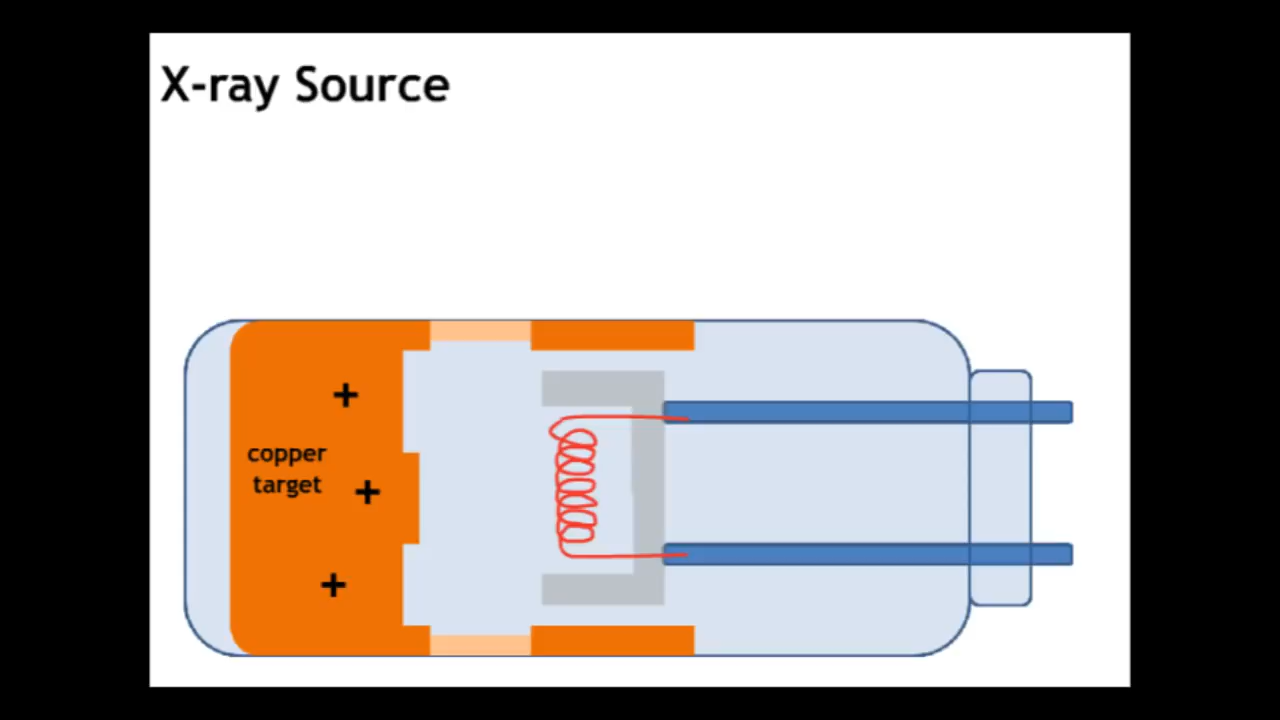 X-ray Source
+
copper
target
+
+